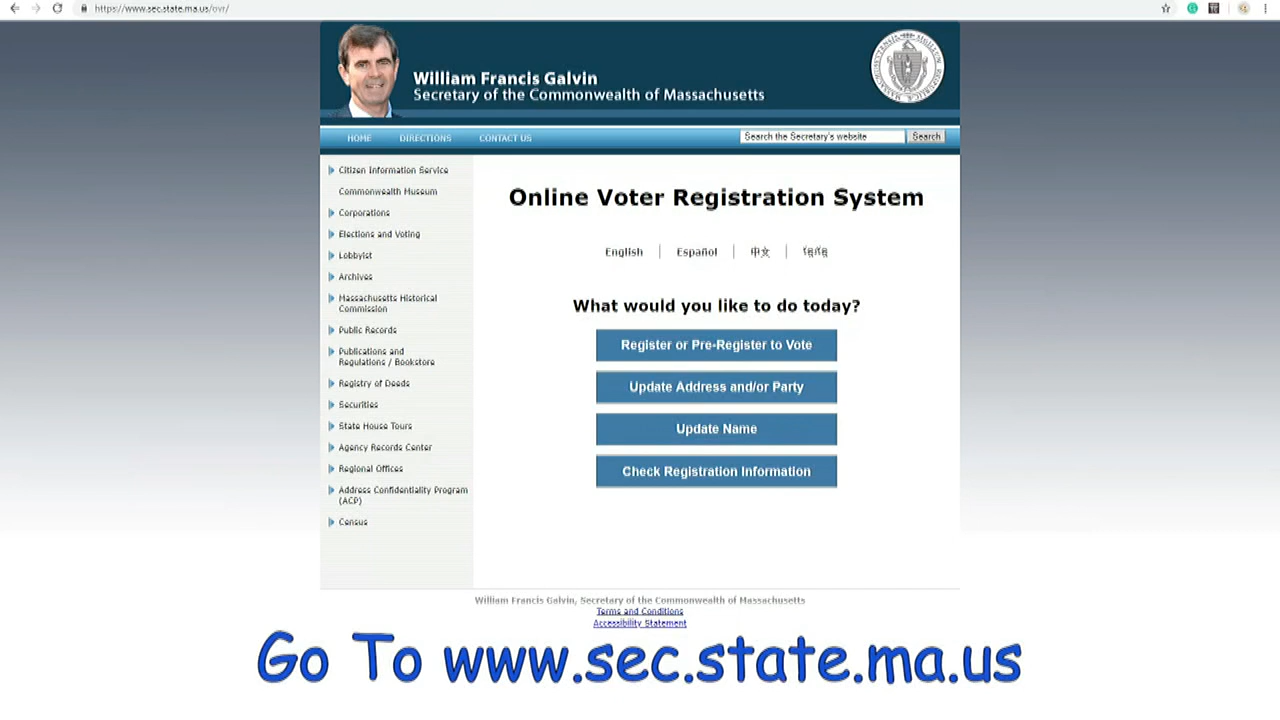 https://www.sec.state.ma.us/ovr/
William Francis Galvin
Secretary of the Commonwealth of Massachusetts
HOME
DIRECTIONS
CONTACT US
Search the Secretary's website
Search
Citizen Information Service
Commonwealth Museum
Corporations
Elections and Voting
Lobbyist
Archives
Massachusetts Historical
Commission
Public Records
Publications and
Regulations / Bookstore
Registry of Deeds
Securities
State House Tours
Agency Records Center
Regional Offices
Address Confidentiality Program
(ACP)
Census
Online Voter Registration System
English | Español | 中文 |
What would you like to do today?
Register or Pre-Register to Vote
Update Address and/or Party
Update Name
Check Registration Information
William Francis Galvin, Secretary of the Commonwealth of Massachusetts
Terms and Conditions
Accessibility Statement
Go To www.sec.state.ma.us